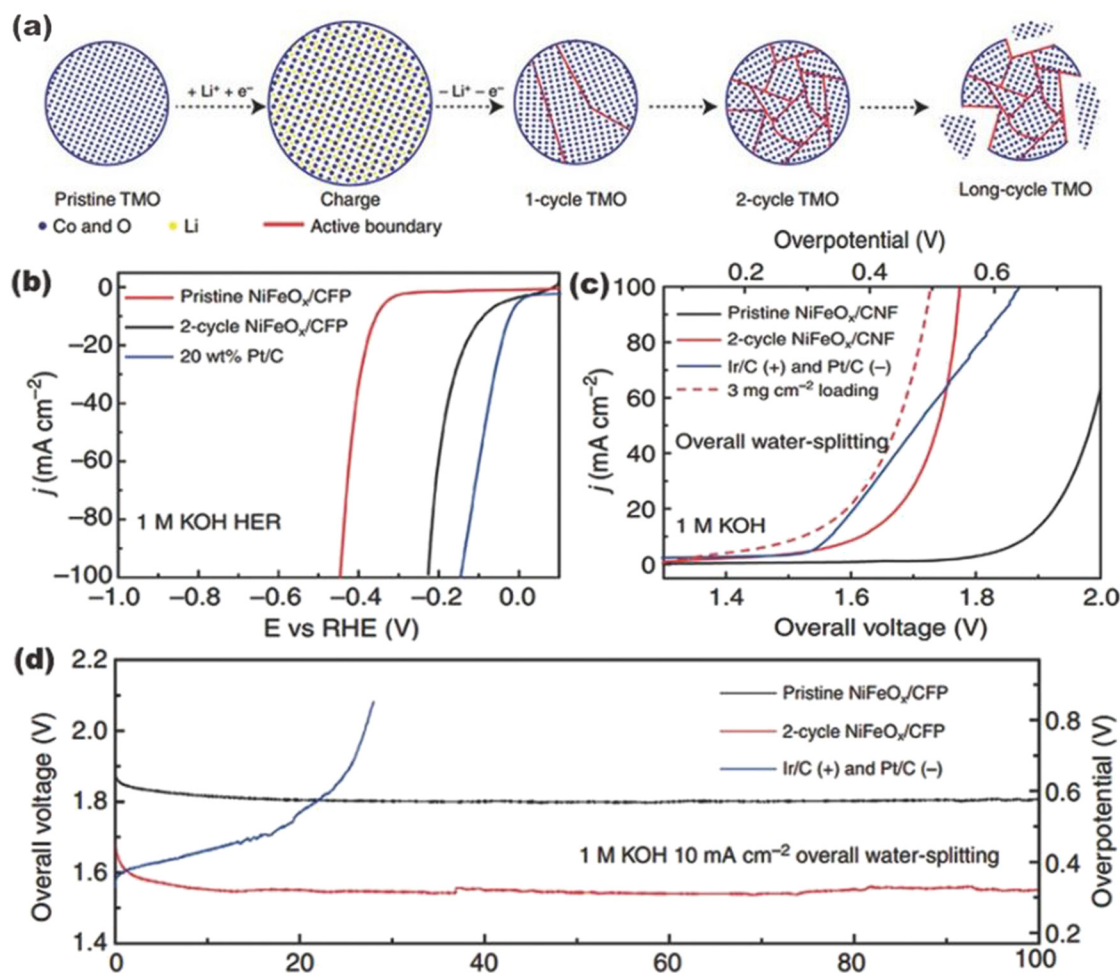 (a)
+ Li⁺ + e⁻
− Li⁺ − e⁻
Pristine TMO
Charge
1-cycle TMO
2-cycle TMO
Long-cycle TMO
Co and O
Li
Active boundary
(b)
0
−20
−40
−60
−80
−100
j (mA cm⁻²)
Pristine NiFeOₓ/CFP
2-cycle NiFeOₓ/CFP
20 wt% Pt/C
1 M KOH HER
−1.0 −0.8 −0.6 −0.4 −0.2 0.0
E vs RHE (V)
Overpotential (V)
0.2 0.4 0.6
(c)
100
80
60
40
20
0
j (mA cm⁻²)
Pristine NiFeOₓ/CNF
2-cycle NiFeOₓ/CNF
Ir/C (+) and Pt/C (−)
3 mg cm⁻² loading
Overall water-splitting
1 M KOH
1.4 1.6 1.8 2.0
Overall voltage (V)
(d)
2.2
2.0
1.8
1.6
1.4
Overall voltage (V)
Pristine NiFeOₓ/CFP
2-cycle NiFeOₓ/CFP
Ir/C (+) and Pt/C (−)
1 M KOH 10 mA cm⁻² overall water-splitting
0.8
0.6
0.4
0.2
Overpotential (V)
0 20 40 60 80 100